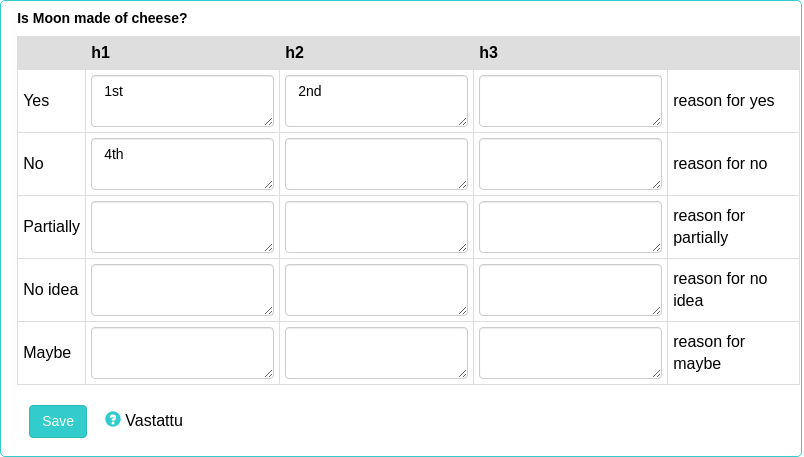 Is Moon made of cheese?
h1 h2 h3
Yes 1st 2nd reason for yes
No 4th reason for no
Partially reason for
partially
No idea reason for no
idea
Maybe reason for
maybe
Save ? Vastattu